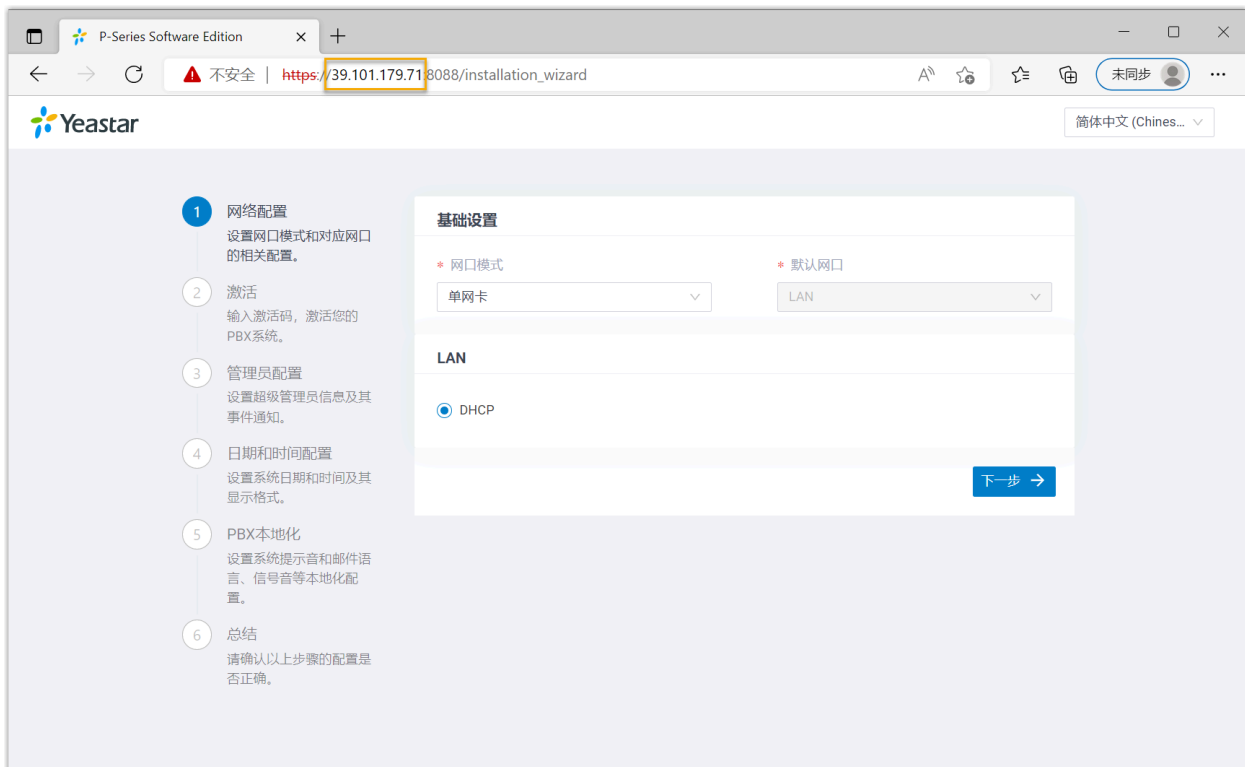 P-Series Software Edition
不安全 | https://39.101.179.71:8088/installation_wizard
未同步
Yeastar
简体中文 (Chines...
1 网络配置
设置网口模式和对应网口
的相关配置。
2 激活
输入激活码，激活您的
PBX系统。
3 管理员配置
设置超级管理员信息及其
事件通知。
4 日期和时间配置
设置系统日期和时间及其
显示格式。
5 PBX本地化
设置系统提示音和邮件语
言、信号音等本地化配
置。
6 总结
请确认以上步骤的配置是
否正确。
基础设置
* 网口模式
* 默认网口
单网卡
LAN
LAN
DHCP
下一步